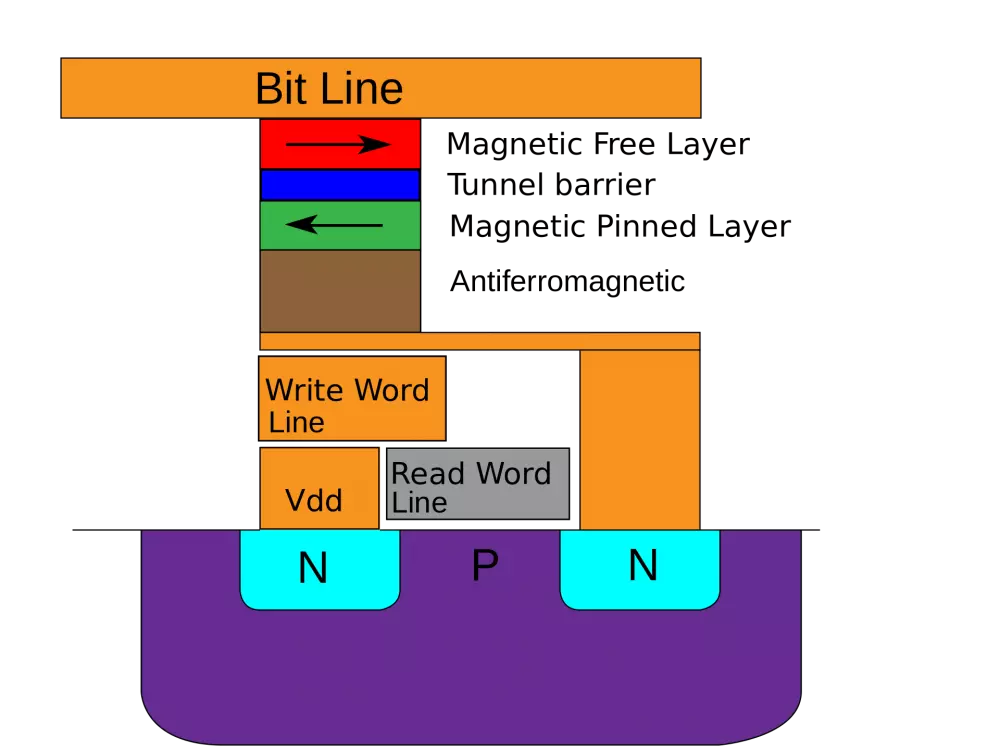 Bit Line
Magnetic Free Layer
Tunnel barrier
Magnetic Pinned Layer
Antiferromagnetic
Write Word
Line
Vdd
Read Word
Line
N
P
N